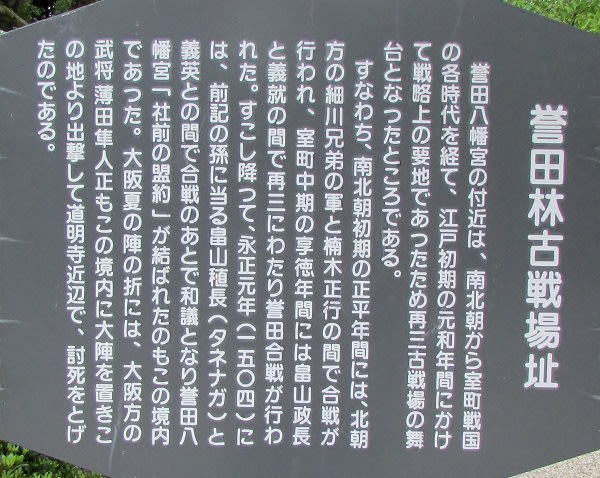 誉田林古戦場址
誉田八幡宮の付近は、南北朝から室町戦国
の各時代を経て、江戸初期の元和年間にかけ
て戦略上の要地であつたため再三古戦場の舞
台となつたところである。
すなわち、南北朝初期の正平年間には、北朝
方の細川兄弟の軍と楠木正行の間で合戦が
行われ、室町中期の享徳年間には畠山政長
と義就の間で再三にわたり誉田合戦が行わ
れた。すこし降つて、永正元年(一五〇四)に
は、前記の孫に当る畠山稙長(タネナガ)と
義英との間で合戦のあとで和議となり誉田八
幡宮「社前の盟約」が結ばれたのもこの境内
であつた。大阪夏の陣の折には、大阪方の
武将 薄田隼人正もこの境内に大陣を置きこ
の地より出撃して道明寺近辺で、討死をとげ
たのである。